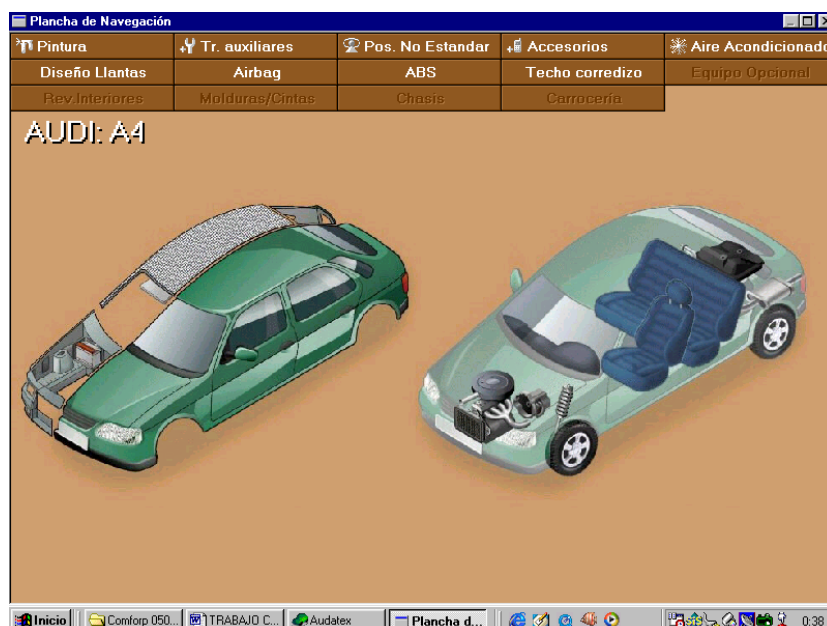 Plancha de Navegación
Pintura Tr. auxiliares Pos. No Estandar Accesorios Aire Acondicionado
Diseño Llantas Airbag ABS Techo corredizo Equipo Opcional
Rev.Interiores Molduras/Cintas Chasis Carrocería
AUDI: A4
Inicio Comforp 050... TRABAJO C... Audatex Plancha d... 0:38